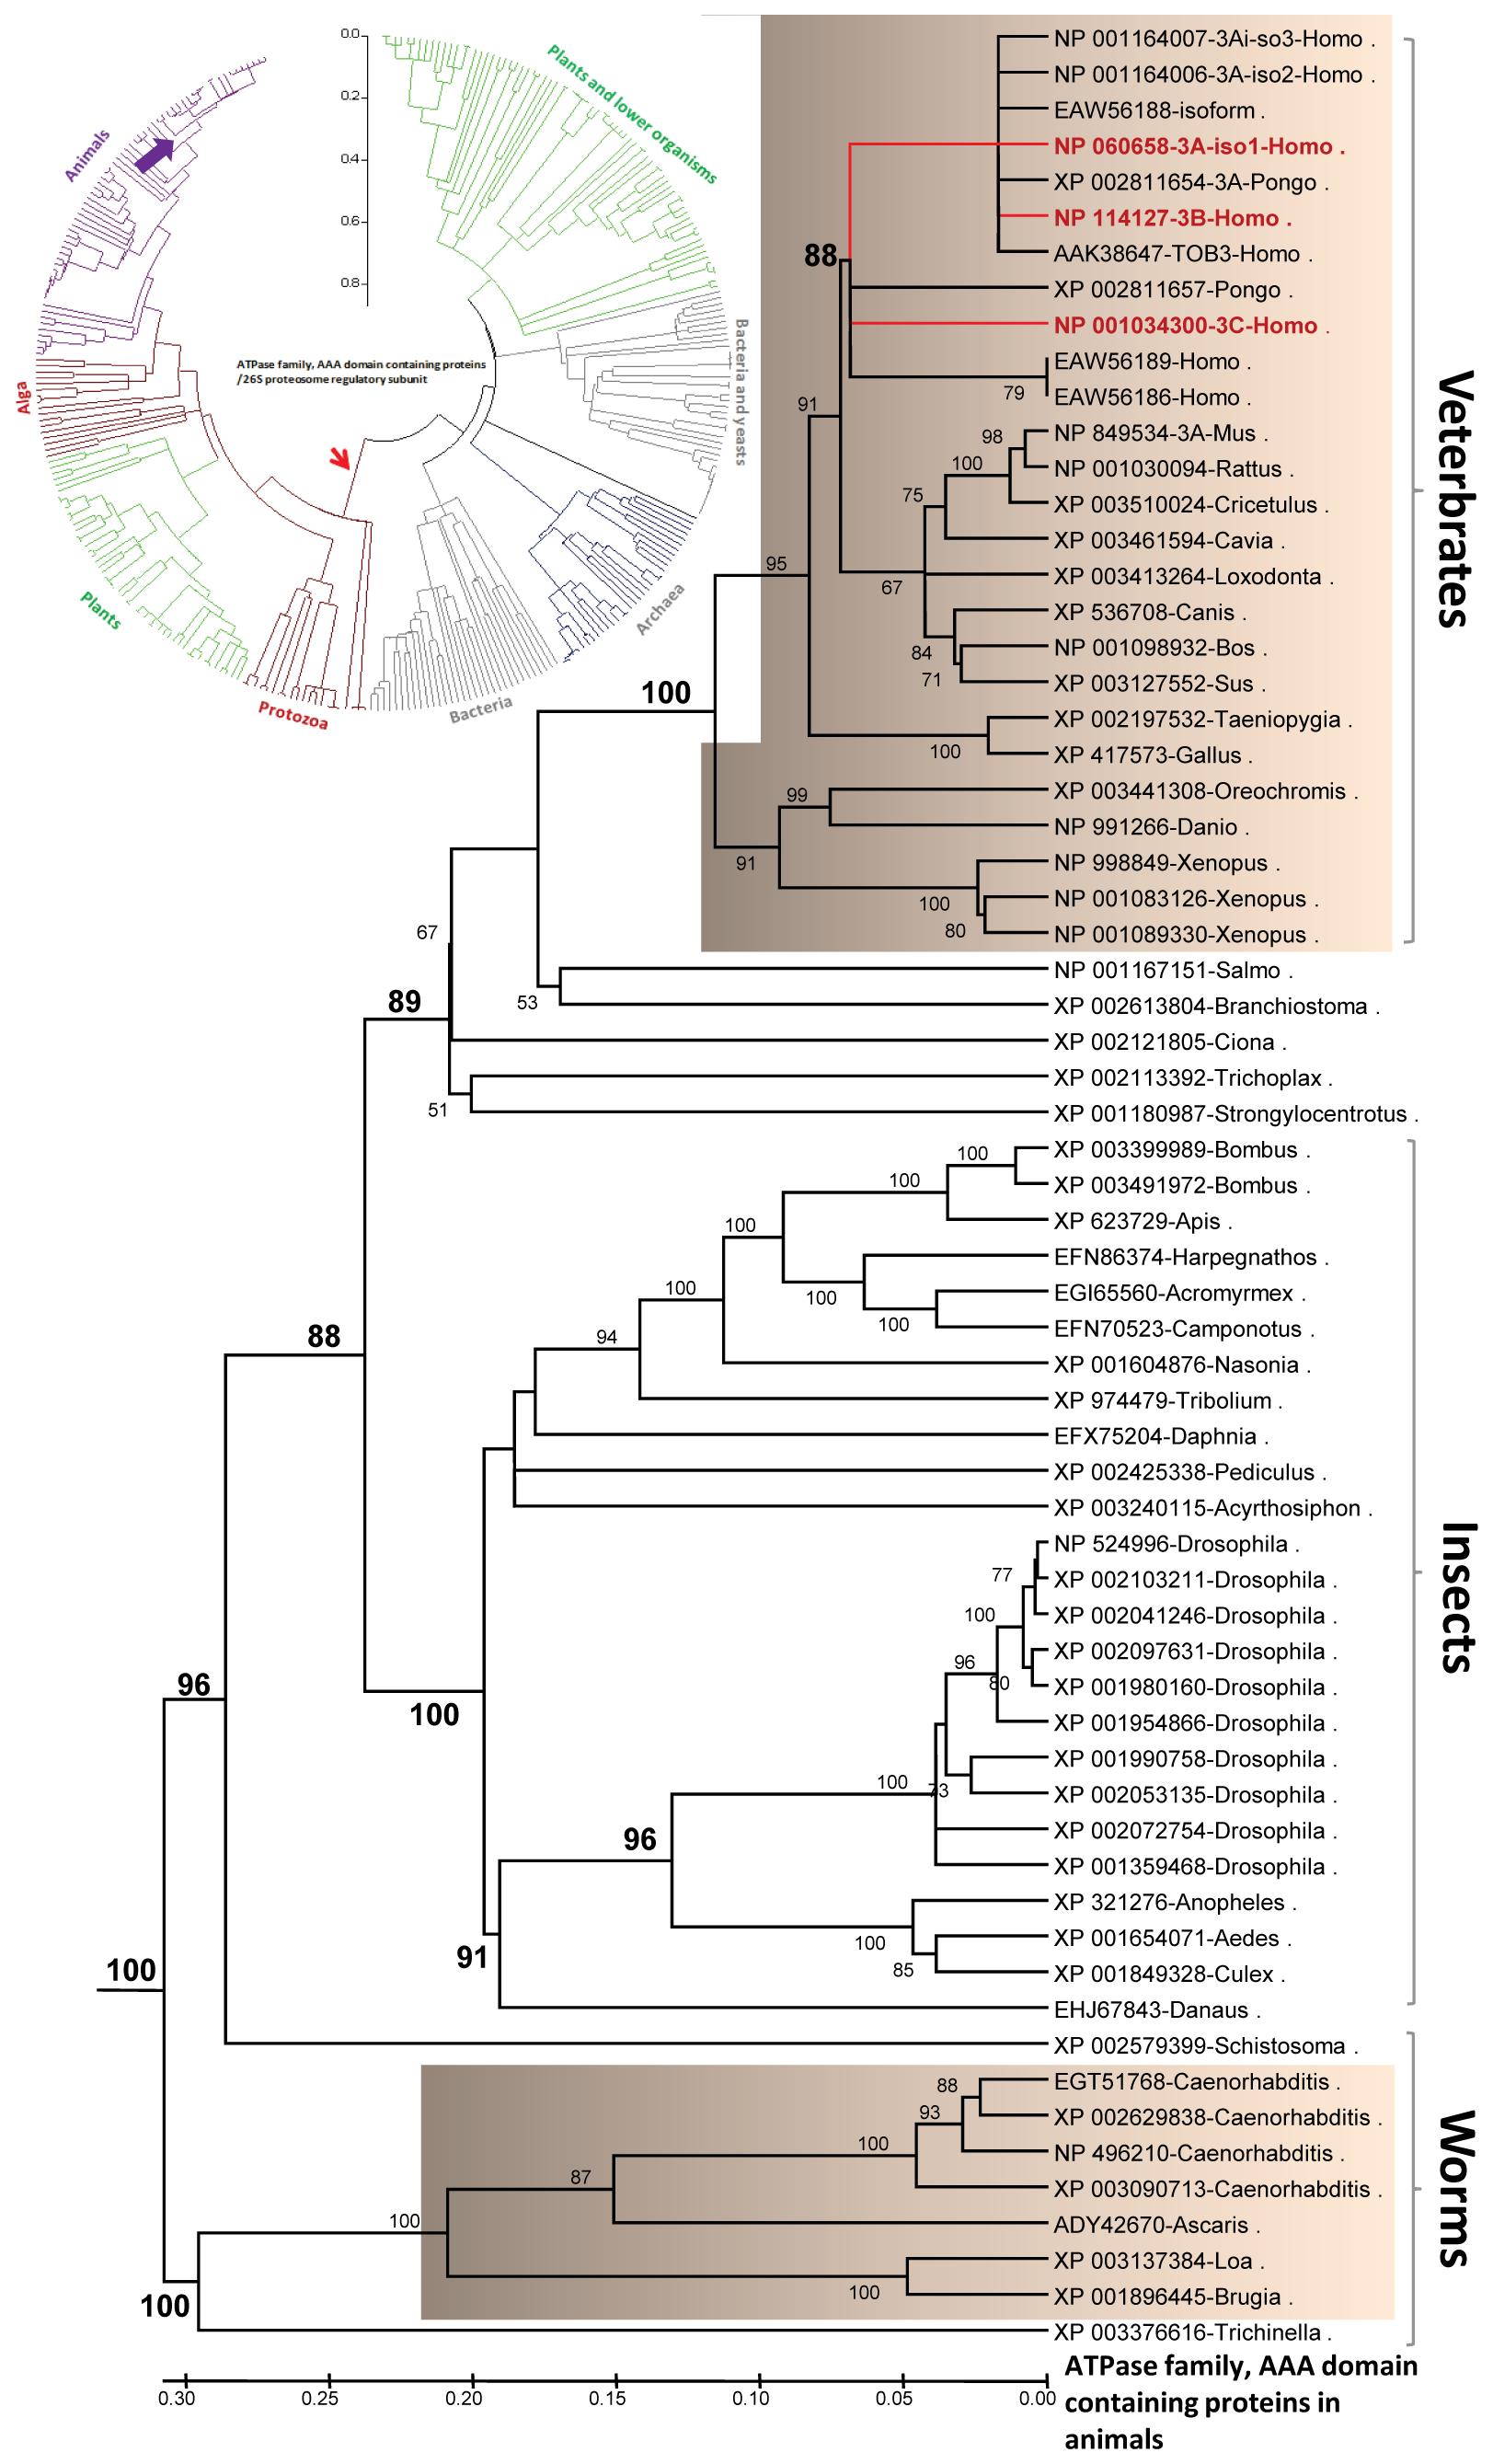 0.0
0.2
0.4
0.6
0.8
Plants and lower organisms
Animals
Bacteria and yeasts
ATPase family, AAA domain containing proteins
/26S proteosome regulatory subunit
Alga
Plants
Protozoa
Bacteria
Archaea
NP 001164007-3Ai-so3-Homo .
NP 001164006-3A-iso2-Homo .
EAW56188-isoform .
NP 060658-3A-iso1-Homo .
XP 002811654-3A-Pongo .
NP 114127-3B-Homo .
AAK38647-TOB3-Homo .
88
XP 002811657-Pongo .
NP 001034300-3C-Homo .
EAW56189-Homo .
79
EAW56186-Homo .
91
NP 849534-3A-Mus .
98
NP 001030094-Rattus .
100
XP 003510024-Cricetulus .
75
XP 003461594-Cavia .
95
XP 003413264-Loxodonta .
67
XP 536708-Canis .
84
NP 001098932-Bos .
71
XP 003127552-Sus .
100
XP 002197532-Taeniopygia .
100
XP 417573-Gallus .
99
XP 003441308-Oreochromis .
NP 991266-Danio .
91
NP 998849-Xenopus .
100
NP 001083126-Xenopus .
80
NP 001089330-Xenopus .
Veterbrates
67
NP 001167151-Salmo .
89
53
XP 002613804-Branchiostoma .
XP 002121805-Ciona .
XP 002113392-Trichoplax .
51
XP 001180987-Strongylocentrotus .
XP 003399989-Bombus .
100
XP 003491972-Bombus .
100
XP 623729-Apis .
100
EFN86374-Harpegnathos .
100
EGI65560-Acromyrmex .
100
100
EFN70523-Camponotus .
94
88
XP 001604876-Nasonia .
XP 974479-Tribolium .
EFX75204-Daphnia .
XP 002425338-Pediculus .
XP 003240115-Acyrthosiphon .
NP 524996-Drosophila .
77
XP 002103211-Drosophila .
100
XP 002041246-Drosophila .
96
XP 002097631-Drosophila .
80
XP 001980160-Drosophila .
96
100
XP 001954866-Drosophila .
XP 001990758-Drosophila .
100
73
XP 002053135-Drosophila .
96
XP 002072754-Drosophila .
XP 001359468-Drosophila .
XP 321276-Anopheles .
100
XP 001654071-Aedes .
91
85
XP 001849328-Culex .
100
EHJ67843-Danaus .
Insects
XP 002579399-Schistosoma .
88
EGT51768-Caenorhabditis .
93
XP 002629838-Caenorhabditis .
100
NP 496210-Caenorhabditis .
87
XP 003090713-Caenorhabditis .
100
ADY42670-Ascaris .
XP 003137384-Loa .
100
100
XP 001896445-Brugia .
XP 003376616-Trichinella .
Worms
0.30
0.25
0.20
0.15
0.10
0.05
0.00
ATPase family, AAA domain
containing proteins in
animals